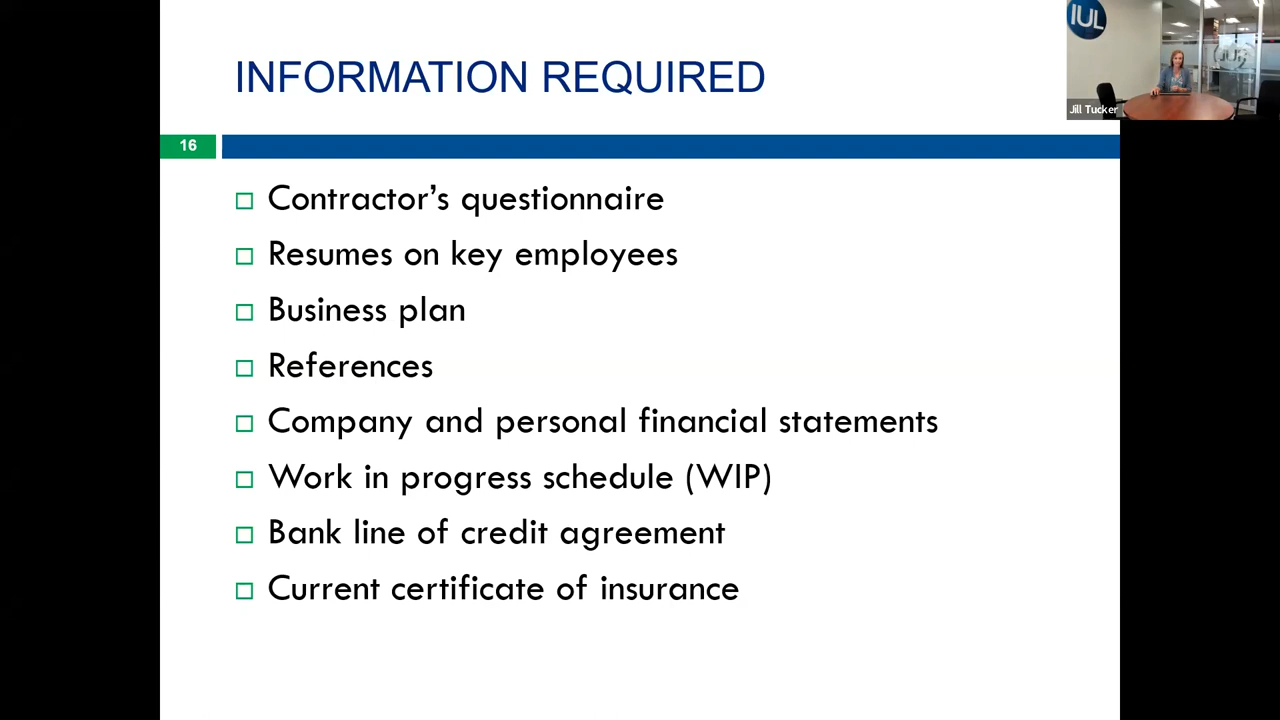 INFORMATION REQUIRED
IUL
IUL
Jill Tucker
16
Contractor’s questionnaire
Resumes on key employees
Business plan
References
Company and personal financial statements
Work in progress schedule (WIP)
Bank line of credit agreement
Current certificate of insurance